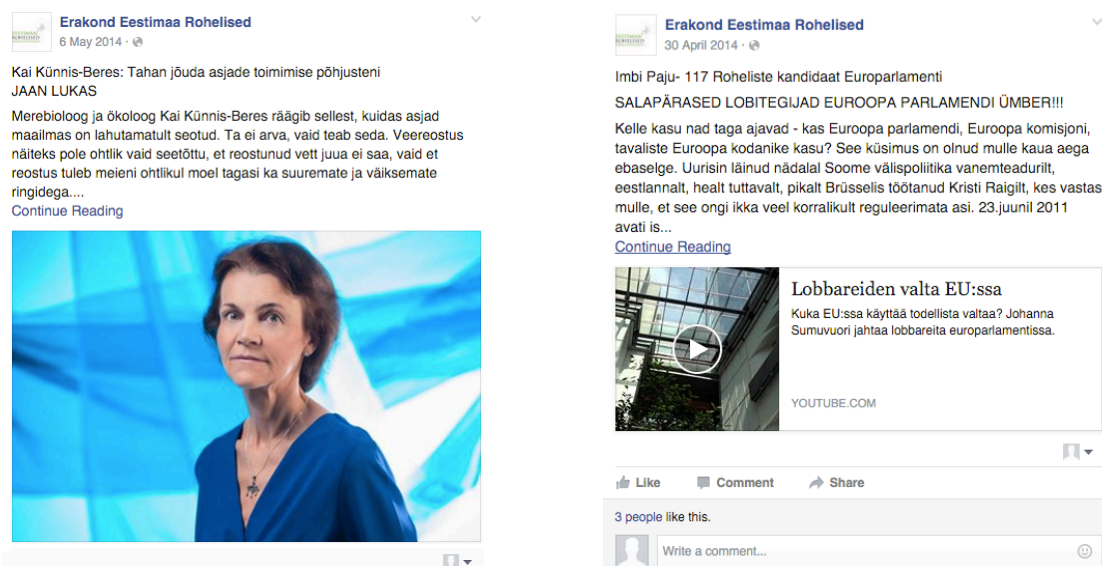 Erakond Eestimaa Rohelised
6 May 2014
Kai Künnis-Beres: Tahan jõuda asjade toimimise põhjusteni
JAAN LUKAS
Merebioloog ja ökoloog Kai Künnis-Beres räägib sellest, kuidas asjad
maailmas on lahutamatult seotud. Ta ei arva, vaid teab seda. Veereostus
näiteks pole ohtlik vaid seetõttu, et reostunud vett juua ei saa, vaid et
reostus tuleb meieni ohtlikul moel tagasi ka suuremate ja väiksemate
ringidega....
Continue Reading
Erakond Eestimaa Rohelised
30 April 2014
Imbi Paju- 117 Roheliste kandidaat Europarlamenti
SALAPÄRASED LOBITEGIJAD EUROOPA PARLAMENDI ÜMBER!!!
Kelle kasu nad taga ajavad - kas Euroopa parlamendi, Euroopa komisjoni,
tavaliste Euroopa kodanike kasu? See küsimus on olnud mulle kaua aega
ebaselge. Uurisin läinud nädalal Soome välispoliitika vanemteadurilt,
eestlannalt, healt tuttavalt, pikalt Brüsselis töötanud Kristi Raigilt, kes vastas
mulle, et see ongi ikka veel korralikult reguleerimata asi. 23.juunil 2011
avati is...
Continue Reading
Lobbareiden valta EU:ssa
Kuka EU:ssa käyttää todellista valtaa? Johanna
Sumuvuori jahtaa lobbareita europarlamentissa.
YOUTUBE.COM
Like Comment Share
3 people like this.
Write a comment...